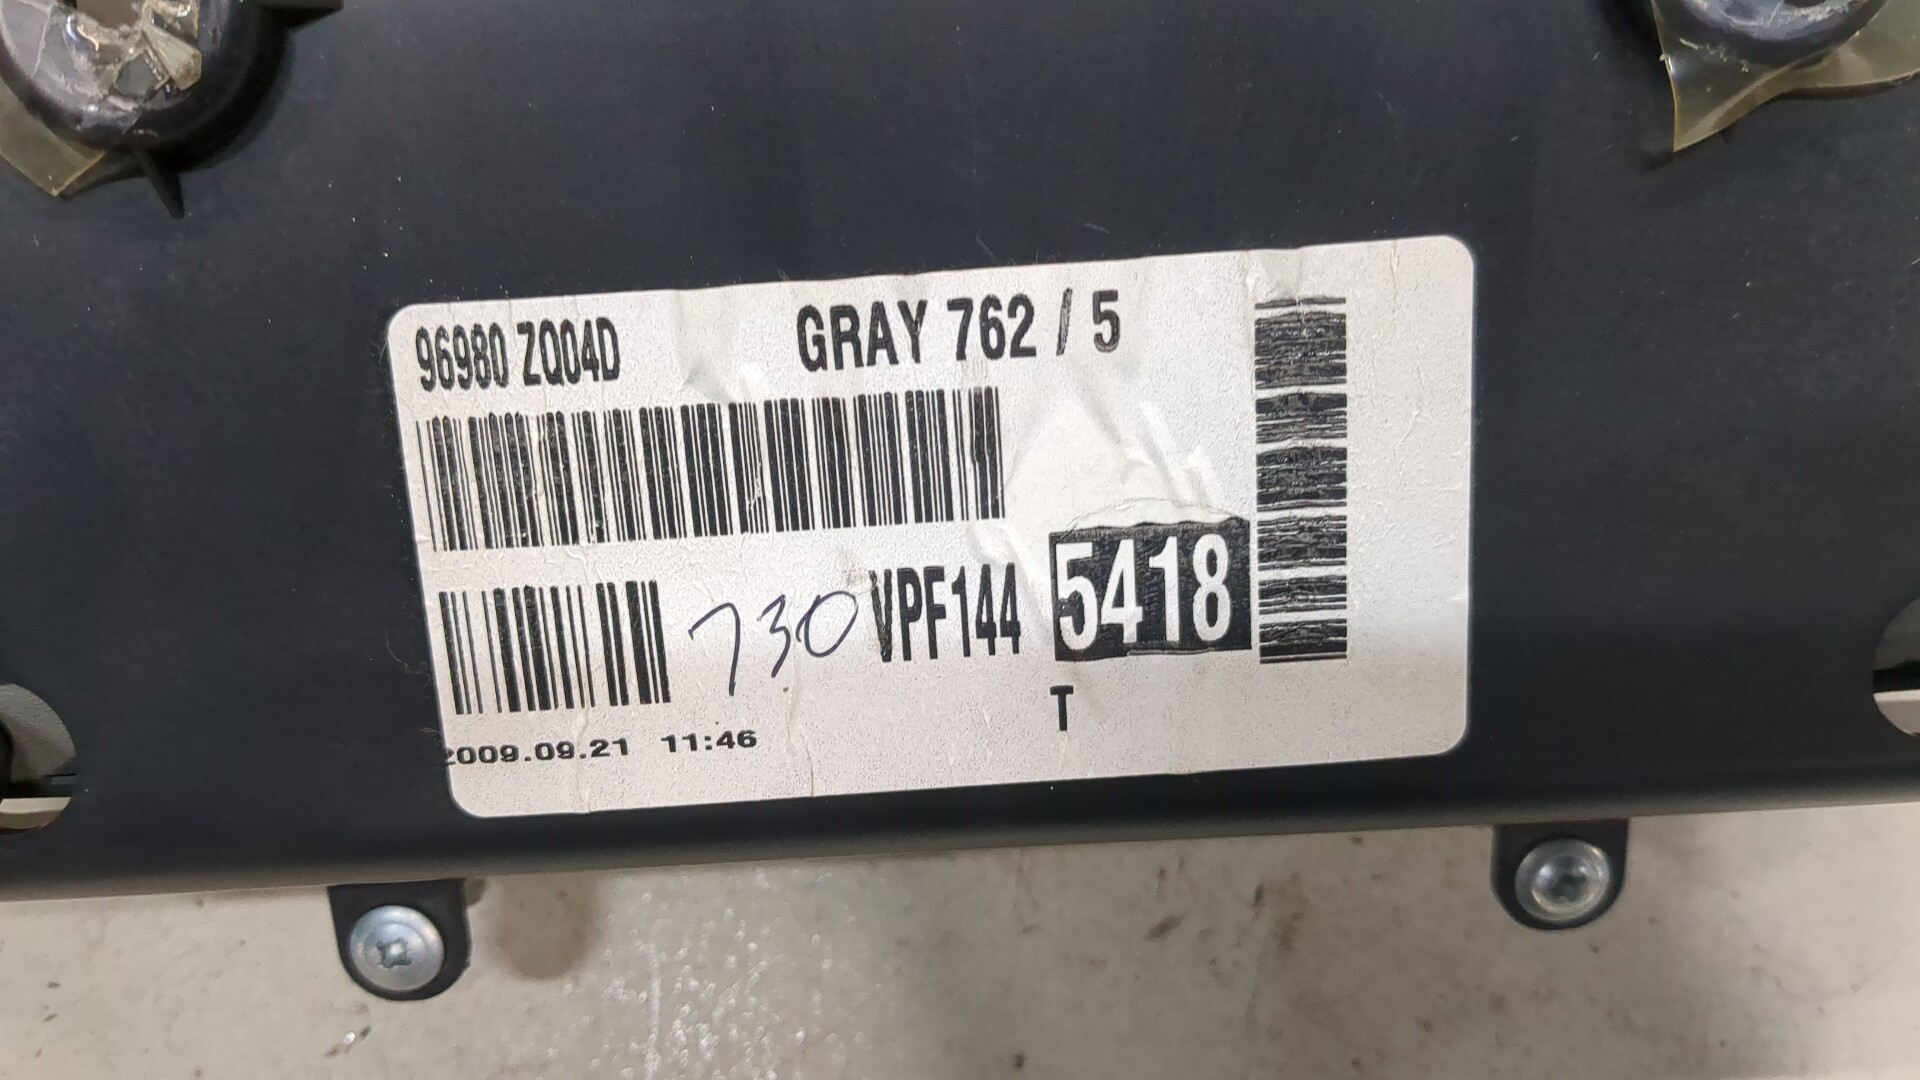 96980 ZQ04D GRAY 762 / 5
730 VPF144 5418
T
2009.09.21 11:46